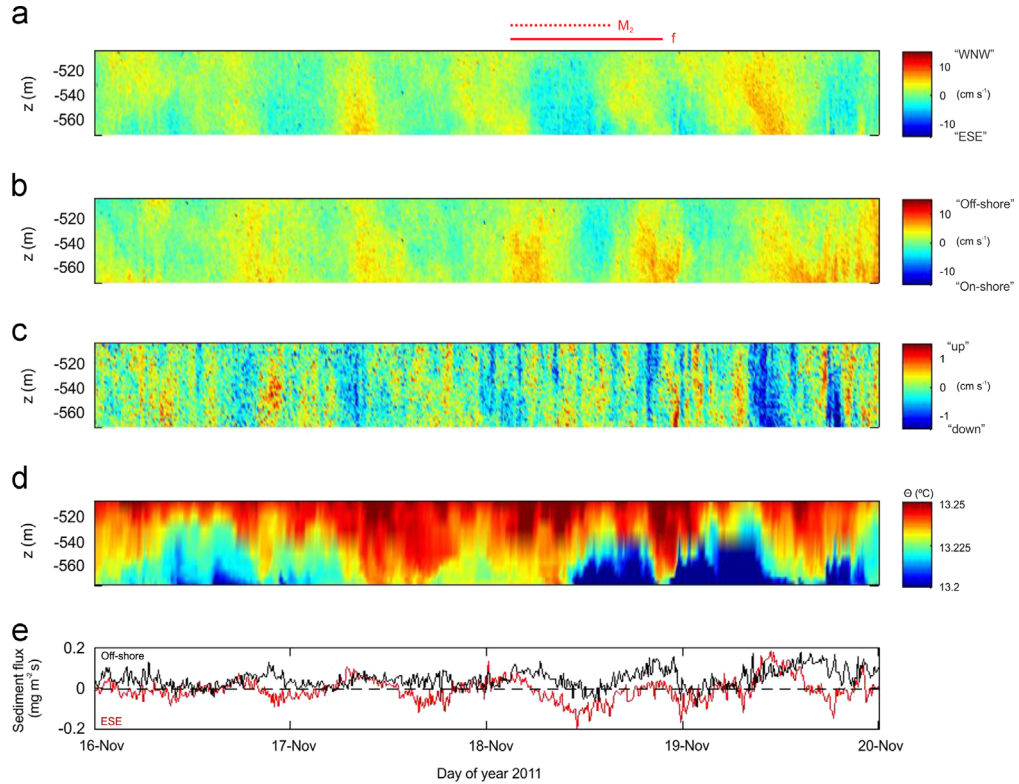 a
M2
f
z (m)
-520
-540
-560
"WNW"
10
0
(cm s-1)
-10
"ESE"
b
z (m)
-520
-540
-560
"Off-shore"
10
0
(cm s-1)
-10
"On-shore"
c
z (m)
-520
-540
-560
"up"
1
0
(cm s-1)
-1
"down"
d
z (m)
-520
-540
-560
Θ (ºC)
13.25
13.225
13.2
e
Sediment flux
(mg m-2 s)
0.2
0
-0.2
Off-shore
ESE
16-Nov
17-Nov
18-Nov
19-Nov
20-Nov
Day of year 2011